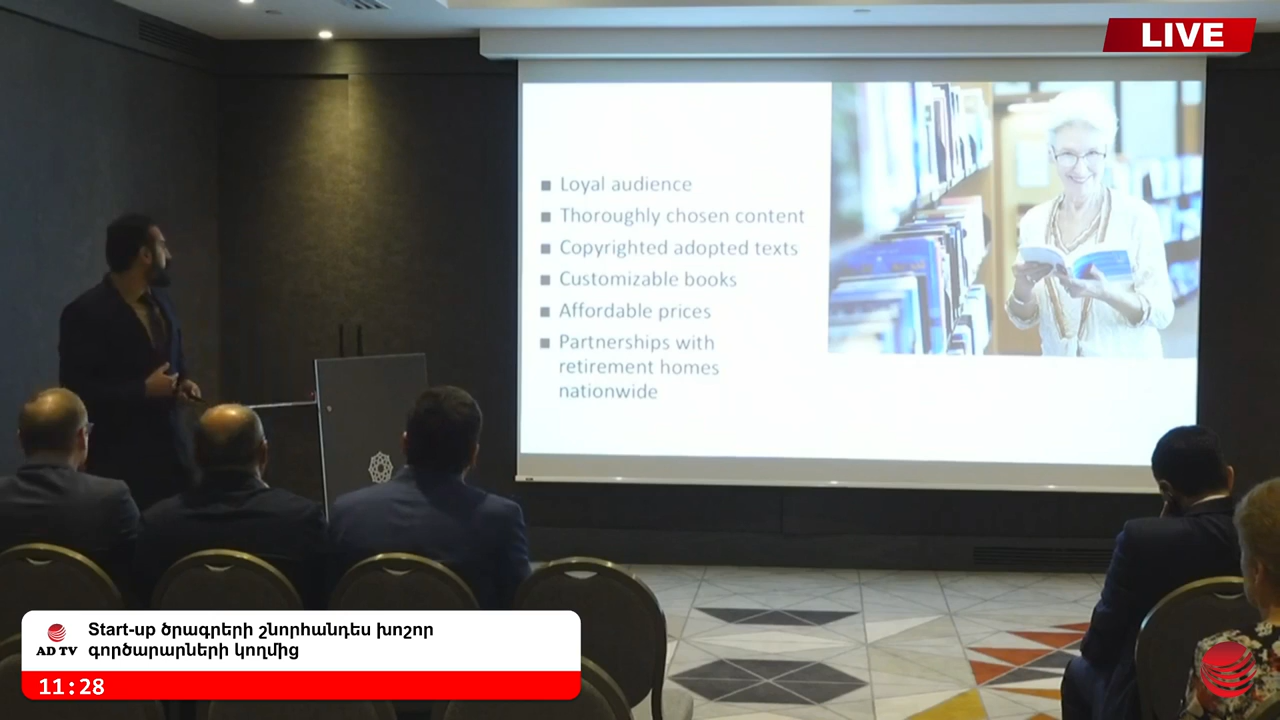 LIVE
■ Loyal audience
■ Thoroughly chosen content
■ Copyrighted adopted texts
■ Customizable books
■ Affordable prices
■ Partnerships with
retirement homes
nationwide
AD TV
Start-up ծրագրերի շնորհանդես խոշոր
գործարարների կողմից
11:28